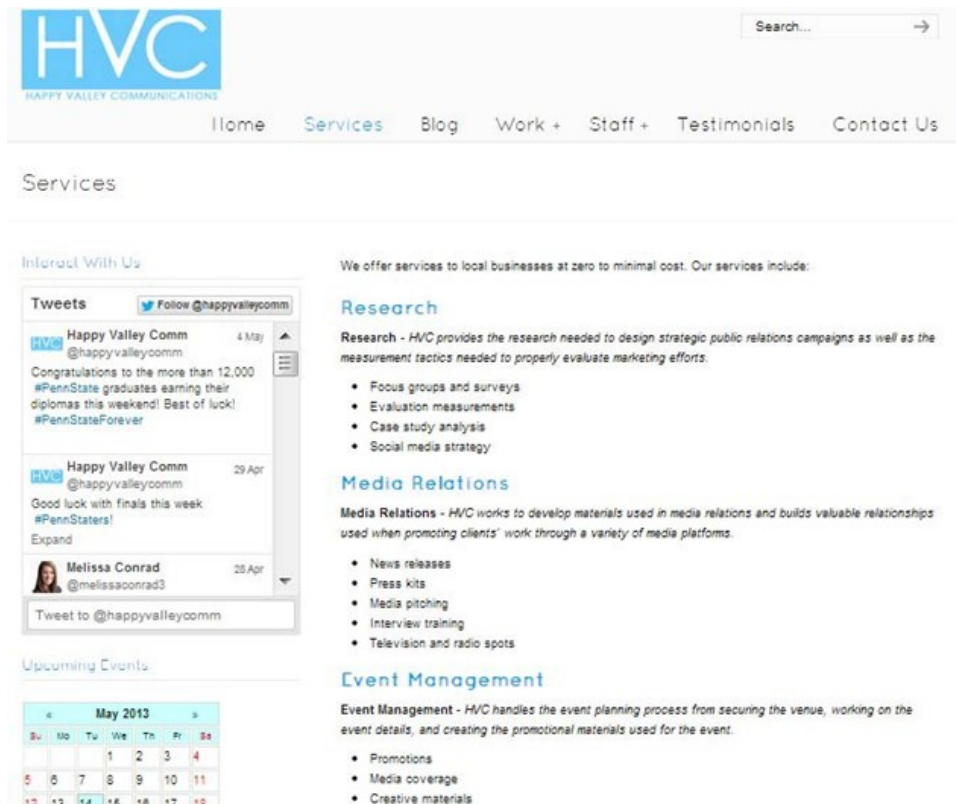 HVC
HAPPY VALLEY COMMUNICATIONS
Search...
Home Services Blog Work + Staff + Testimonials Contact Us
Services
Interact With Us
Tweets
Follow @happyvalleycomm
HVC Happy Valley Comm 4 May
@happyvalleycomm
Congratulations to the more than 12,000
#PennState graduates earning their
diplomas this weekend! Best of luck!
#PennStateForever
HVC Happy Valley Comm 29 Apr
@happyvalleycomm
Good luck with finals this week
#PennStaters!
Expand
Melissa Conrad 28 Apr
@melissaconrad3
Tweet to @happyvalleycomm
Upcoming Events
« May 2013 »
Su Mo Tu We Th Fr Sa
1 2 3 4
5 6 7 8 9 10 11
12 13 14 15 16 17 18
We offer services to local businesses at zero to minimal cost. Our services include:
Research
Research - HVC provides the research needed to design strategic public relations campaigns as well as the
measurement tactics needed to properly evaluate marketing efforts.
• Focus groups and surveys
• Evaluation measurements
• Case study analysis
• Social media strategy
Media Relations
Media Relations - HVC works to develop materials used in media relations and builds valuable relationships
used when promoting clients' work through a variety of media platforms.
• News releases
• Press kits
• Media pitching
• Interview training
• Television and radio spots
Event Management
Event Management - HVC handles the event planning process from securing the venue, working on the
event details, and creating the promotional materials used for the event.
• Promotions
• Media coverage
• Creative materials